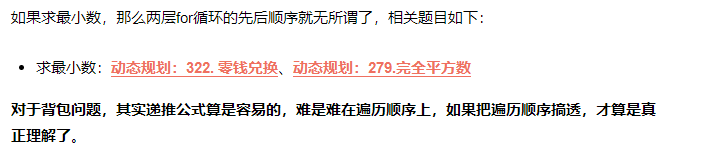 如果求最小数，那么两层for循环的先后顺序就无所谓了，相关题目如下：
• 求最小数：动态规划：322. 零钱兑换、动态规划：279.完全平方数
对于背包问题，其实递推公式算是容易的，难是难在遍历顺序上，如果把遍历顺序搞透，才算是真
正理解了。